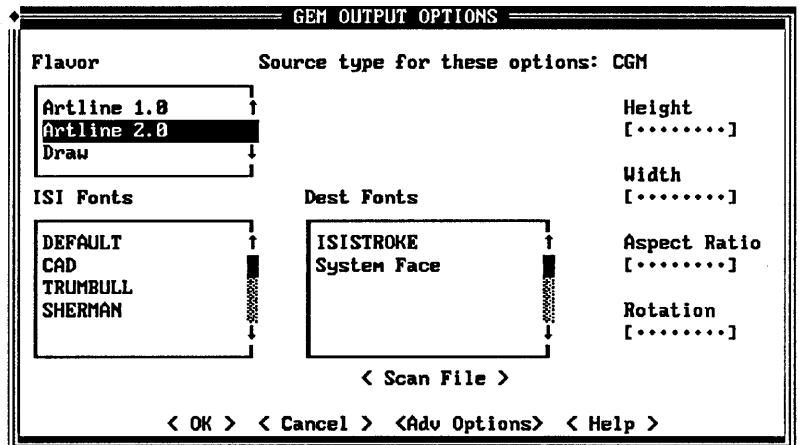 GEM OUTPUT OPTIONS
Flavor
Source type for these options: CGM
Artline 1.0
Artline 2.0
Draw
Height
[········]
Width
[········]
ISI Fonts
Dest Fonts
DEFAULT
CAD
TRUMBULL
SHERMAN
ISISTROKE
System Face
Aspect Ratio
[········]
Rotation
[········]
< Scan File >
< OK > < Cancel > <Adv Options> < Help >